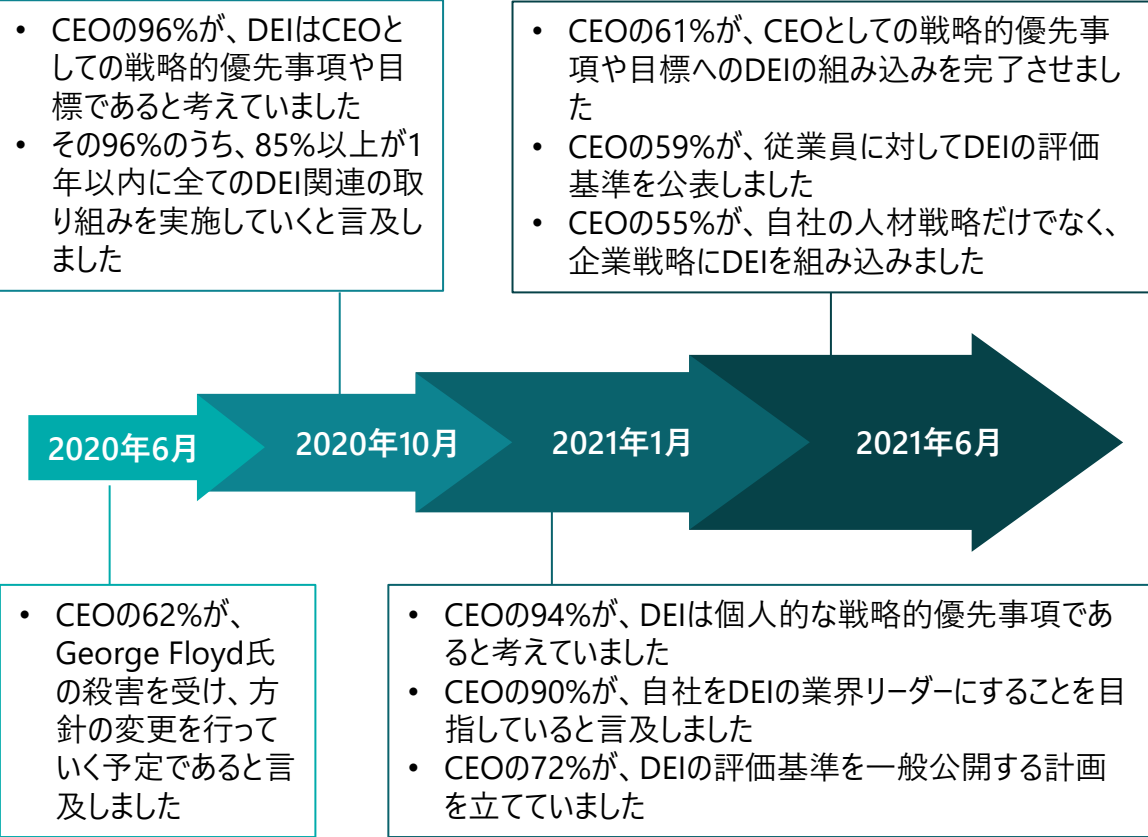 • CEOの96%が、DEIはCEOと
しての戦略的優先事項や目
標であると考えていました
• その96%のうち、85%以上が1
年以内に全てのDEI関連の取
り組みを実施していくと言及し
ました
• CEOの61%が、CEOとしての戦略的優先事
項や目標へのDEIの組み込みを完了させまし
た
• CEOの59%が、従業員に対してDEIの評価
基準を公表しました
• CEOの55%が、自社の人材戦略だけでなく、
企業戦略にDEIを組み込みました
2020年6月
2020年10月
2021年1月
2021年6月
• CEOの62%が、
George Floyd氏
の殺害を受け、方
針の変更を行って
いく予定であると言
及しました
• CEOの94%が、DEIは個人的な戦略的優先事項であ
ると考えていました
• CEOの90%が、自社をDEIの業界リーダーにすることを目
指していると言及しました
• CEOの72%が、DEIの評価基準を一般公開する計画
を立てていました